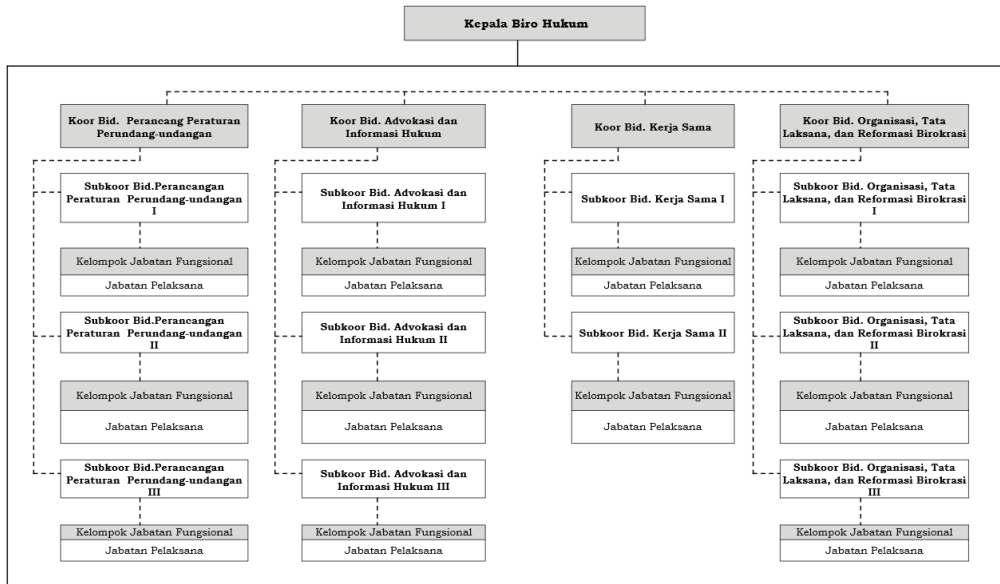 Kepala Biro Hukum
Koor Bid. Perancang Peraturan
Perundang-undangan
Subkoor Bid.Perancangan
Peraturan Perundang-undangan
I
Kelompok Jabatan Fungsional
Jabatan Pelaksana
Subkoor Bid.Perancangan
Peraturan Perundang-undangan
II
Kelompok Jabatan Fungsional
Jabatan Pelaksana
Subkoor Bid.Perancangan
Peraturan Perundang-undangan
III
Kelompok Jabatan Fungsional
Jabatan Pelaksana
Koor Bid. Advokasi dan
Informasi Hukum
Subkoor Bid. Advokasi dan
Informasi Hukum I
Kelompok Jabatan Fungsional
Jabatan Pelaksana
Subkoor Bid. Advokasi dan
Informasi Hukum II
Kelompok Jabatan Fungsional
Jabatan Pelaksana
Subkoor Bid. Advokasi dan
Informasi Hukum III
Kelompok Jabatan Fungsional
Jabatan Pelaksana
Koor Bid. Kerja Sama
Subkoor Bid. Kerja Sama I
Kelompok Jabatan Fungsional
Jabatan Pelaksana
Subkoor Bid. Kerja Sama II
Kelompok Jabatan Fungsional
Jabatan Pelaksana
Koor Bid. Organisasi, Tata
Laksana, dan Reformasi Birokrasi
Subkoor Bid. Organisasi, Tata
Laksana, dan Reformasi Birokrasi
I
Kelompok Jabatan Fungsional
Jabatan Pelaksana
Subkoor Bid. Organisasi, Tata
Laksana, dan Reformasi Birokrasi
II
Kelompok Jabatan Fungsional
Jabatan Pelaksana
Subkoor Bid. Organisasi, Tata
Laksana, dan Reformasi Birokrasi
III
Kelompok Jabatan Fungsional
Jabatan Pelaksana